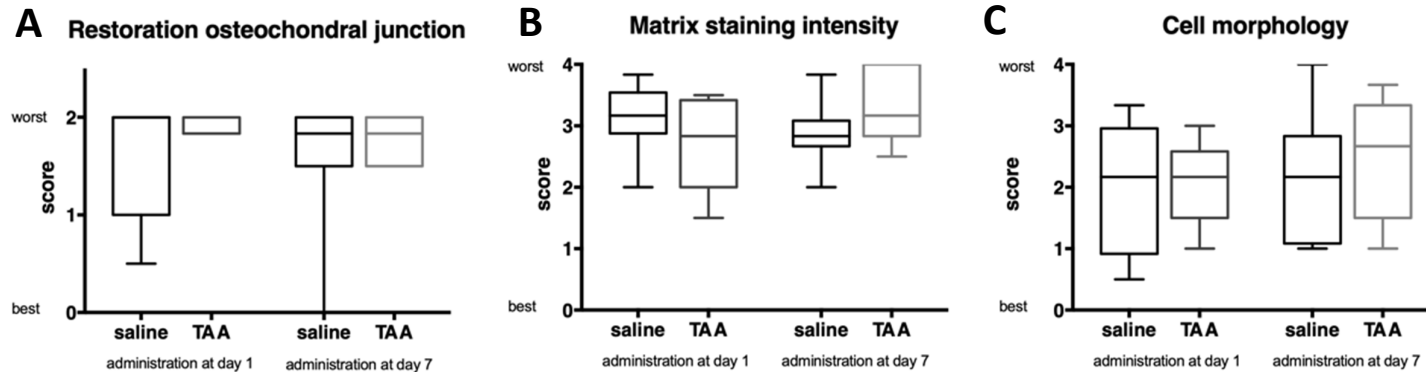 A Restoration osteochondral junction
worst
2
score
1
best
0
saline TAA saline TAA
administration at day 1 administration at day 7
B Matrix staining intensity
worst
4
3
score
2
1
best
0
saline TAA saline TAA
administration at day 1 administration at day 7
C Cell morphology
worst
4
3
score
2
1
best
0
saline TAA saline TAA
administration at day 1 administration at day 7